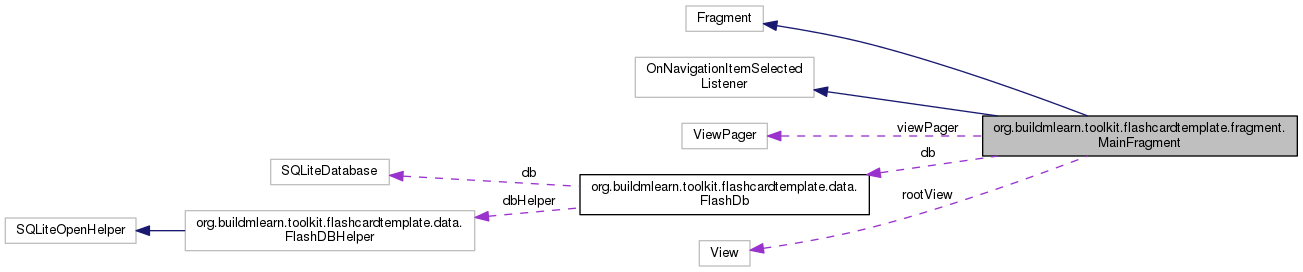 Fragment
OnNavigationItemSelected
Listener
org.buildmlearn.toolkit.flashcardtemplate.fragment.
MainFragment
viewPager
ViewPager
db
SQLiteDatabase
db
org.buildmlearn.toolkit.flashcardtemplate.data.
FlashDb
dbHelper
rootView
org.buildmlearn.toolkit.flashcardtemplate.data.
FlashDBHelper
SQLiteOpenHelper
View